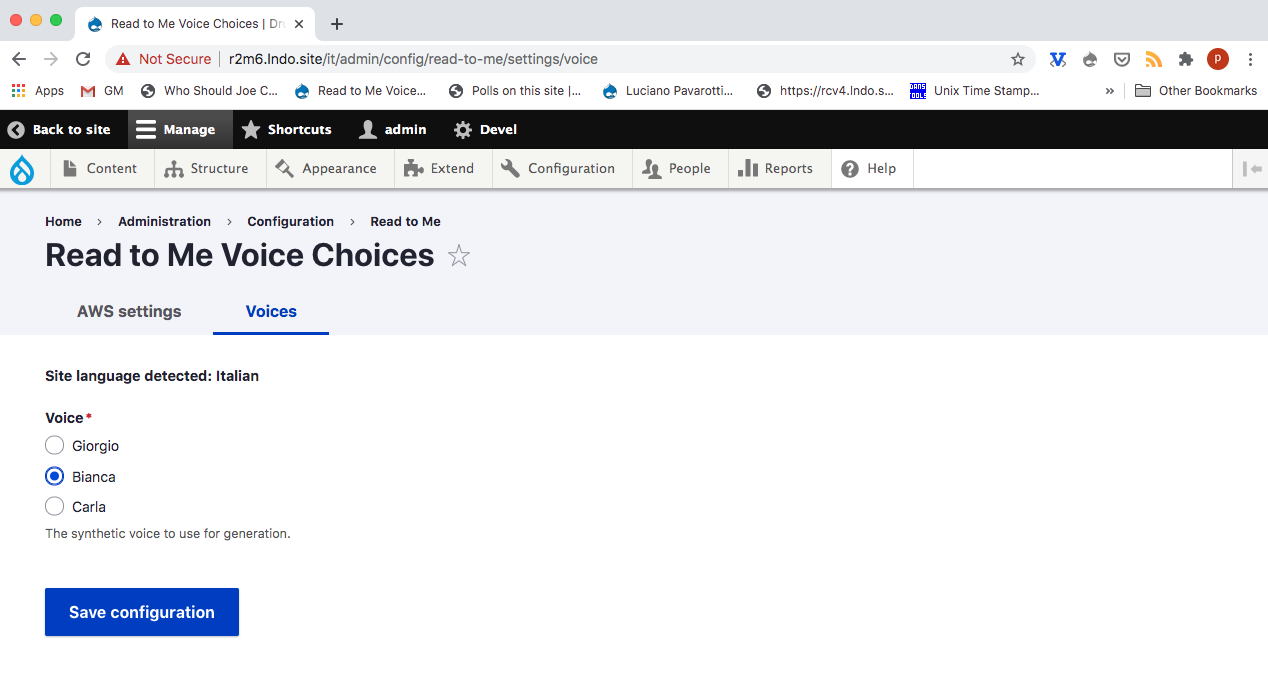 Read to Me Voice Choices | Dr
Not Secure r2m6.lndo.site/it/admin/config/read-to-me/settings/voice
P
Apps GM Who Should Joe C... Read to Me Voice... Polls on this site |... Luciano Pavarotti... https://rcv4.lndo.s... DANS TOOLS Unix Time Stamp... » Other Bookmarks
Back to site Manage Shortcuts admin Devel
Content Structure Appearance Extend Configuration People Reports Help
Home › Administration › Configuration › Read to Me
Read to Me Voice Choices
AWS settings Voices
Site language detected: Italian
Voice*
Giorgio
Bianca
Carla
The synthetic voice to use for generation.
Save configuration